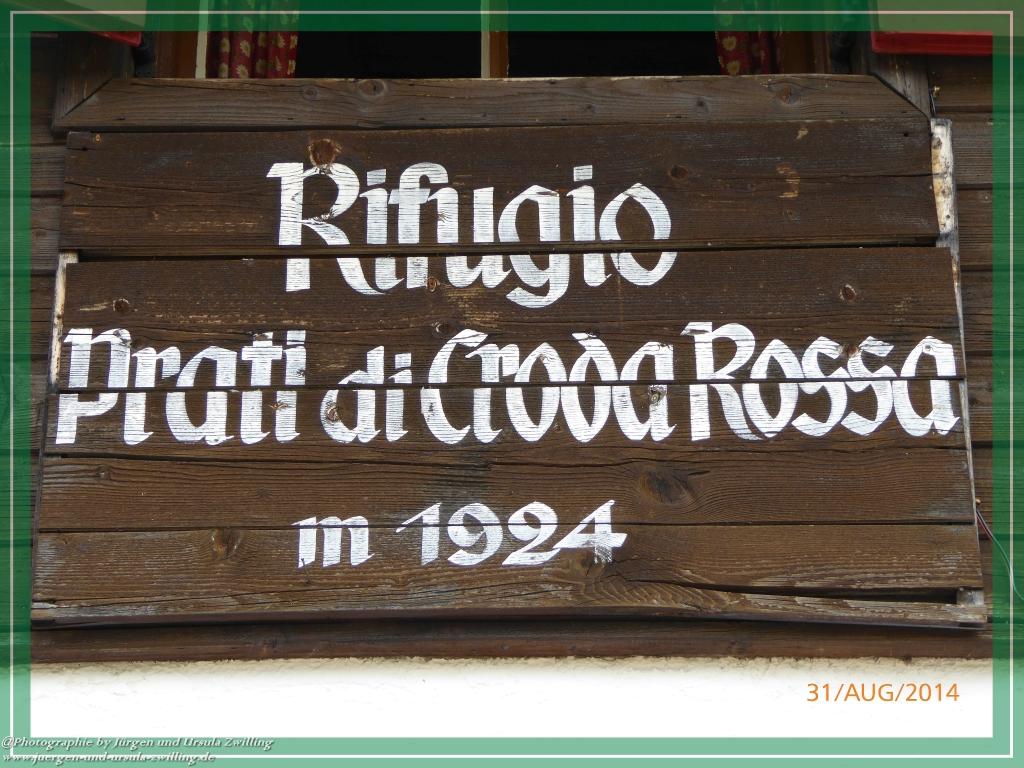 Rifugio
Prati di Croda Rossa
m 1924
31/AUG/2014
@Photographie by Jürgen und Ursula Zwilling
www.juergen-und-ursula-zwilling.de